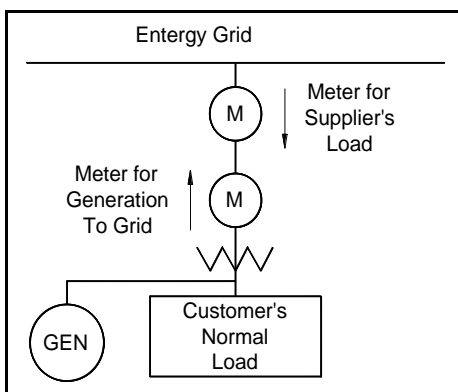 Entergy Grid
M
Meter for
Supplier's
Load
Meter for
Generation
To Grid
M
GEN
Customer's
Normal
Load